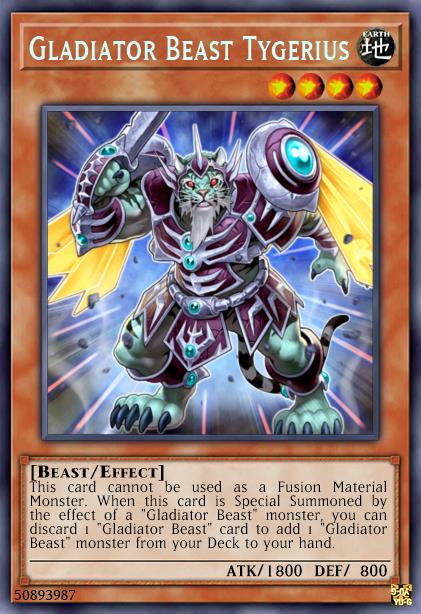 Gladiator Beast Tygerius
EARTH
地
[Beast/Effect]
This card cannot be used as a Fusion Material
Monster. When this card is Special Summoned by
the effect of a "Gladiator Beast" monster, you can
discard 1 "Gladiator Beast" card to add 1 "Gladiator
Beast" monster from your Deck to your hand.
ATK/1800 DEF/ 800
50893987